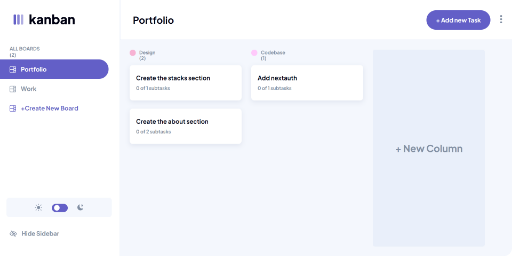 kanban
Portfolio
+ Add new Task
ALL BOARDS
(2)
Portfolio
Work
+Create New Board
Design
(2)
Create the stacks section
0 of 1 subtasks
Create the about section
0 of 2 subtasks
Codebase
(1)
Add nextauth
0 of 1 subtasks
+ New Column
Hide Sidebar